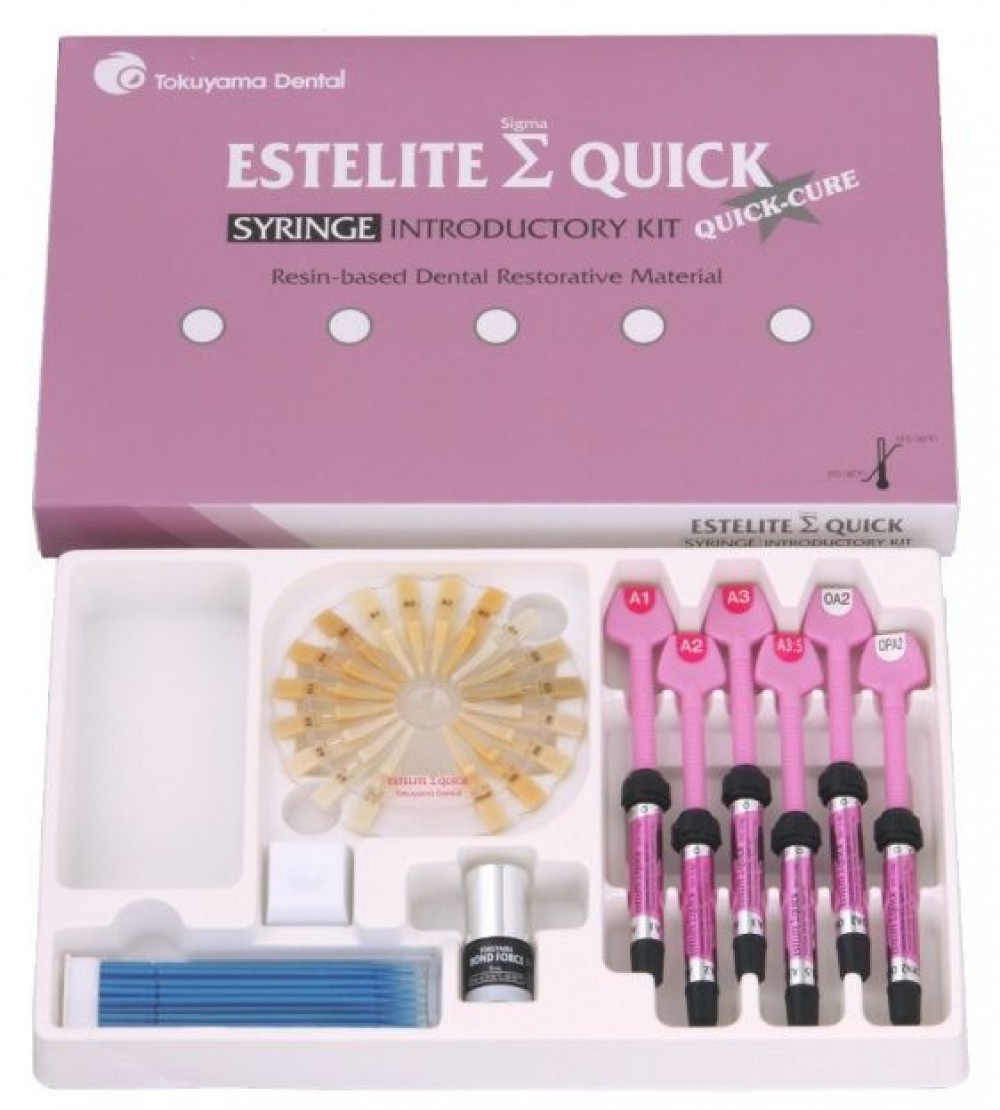 Tokuyama Dental
Sigma
ESTELITE Σ QUICK
QUICK-CURE
SYRINGE INTRODUCTORY KIT
Resin-based Dental Restorative Material
ESTELITE Σ QUICK
SYRINGE INTRODUCTORY KIT
A1
A3
OA2
A2
A3.5
OPA2
ESTELITE Σ QUICK
Tokuyama Dental
BOND FORCE